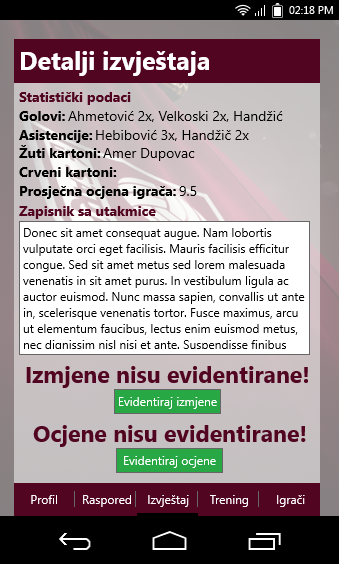 02:18 PM
Detalji izvještaja
Statistički podaci
Golovi: Ahmetović 2x, Velkoski 2x, Handžić
Asistencije: Hebibović 3x, Handžič 2x
Žuti kartoni: Amer Dupovac
Crveni kartoni:
Prosječna ocjena igrača: 9.5
Zapisnik sa utakmice
Donec sit amet consequat augue. Nam lobortis
vulputate orci eget facilisis. Mauris facilisis efficitur
congue. Sed sit amet metus sed lorem malesuada
venenatis in sit amet purus. In vestibulum ligula ac
auctor euismod. Nunc massa sapien, convallis ut ante
in, scelerisque venenatis tortor. Fusce maximus, arcu
ut elementum faucibus, lectus enim euismod metus,
nec dignissim nisl nisi et ante. Suspendisse finibus
Izmjene nisu evidentirane!
Evidentiraj izmjene
Ocjene nisu evidentirane!
Evidentiraj ocjene
Profil Raspored Izvještaj Trening Igrači